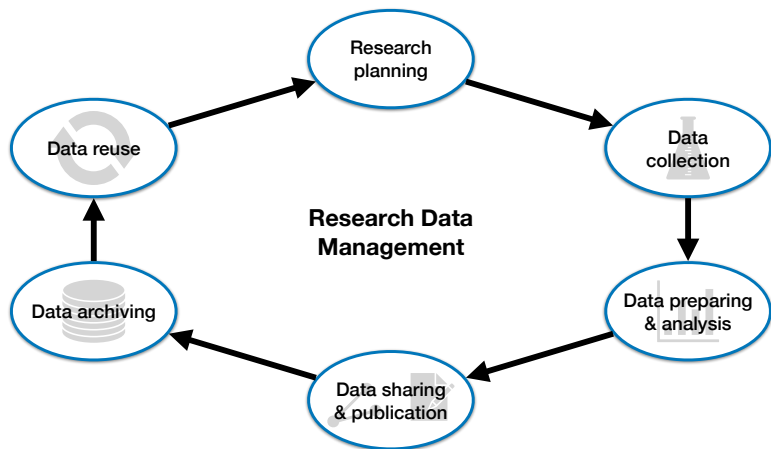 Research
planning
Data
collection
Data preparing
& analysis
Data sharing
& publication
Data archiving
Data reuse
Research Data
Management